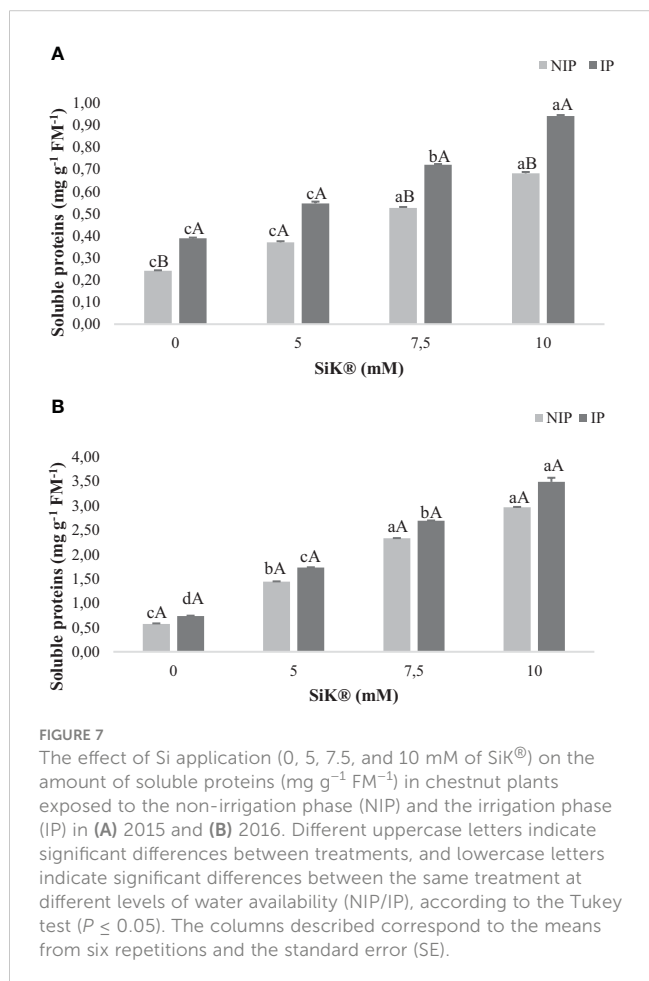 A
NIP IP
Soluble proteins (mg g⁻¹ FM⁻¹)
1,00
0,90
0,80
0,70
0,60
0,50
0,40
0,30
0,20
0,10
0,00
cB cA cA cA aB bA aB aA
0 5 7,5 10
SiK® (mM)
B
NIP IP
Soluble proteins (mg g⁻¹ FM⁻¹)
4,00
3,50
3,00
2,50
2,00
1,50
1,00
0,50
0,00
cA dA bA cA aA bA aA aA
0 5 7,5 10
SiK® (mM)
FIGURE 7
The effect of Si application (0, 5, 7.5, and 10 mM of SiK®) on the
amount of soluble proteins (mg g⁻¹ FM⁻¹) in chestnut plants
exposed to the non-irrigation phase (NIP) and the irrigation phase
(IP) in (A) 2015 and (B) 2016. Different uppercase letters indicate
significant differences between treatments, and lowercase letters
indicate significant differences between the same treatment at
different levels of water availability (NIP/IP), according to the Tukey
test (P ≤ 0.05). The columns described correspond to the means
from six repetitions and the standard error (SE).